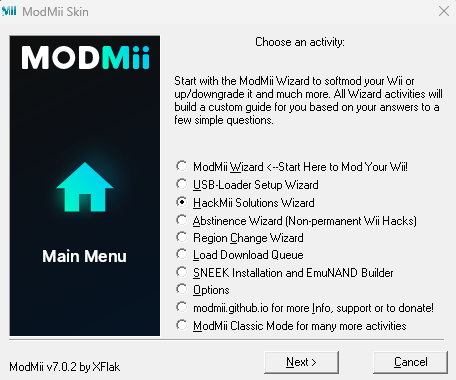 ModMii Skin
MODMii
Main Menu
Choose an activity:
Start with the ModMii Wizard to softmod your Wii or
up/downgrade it and much more. All Wizard activities will
build a custom guide for you based on your answers to a
few simple questions.
ModMii Wizard <--Start Here to Mod Your Wii!
USB-Loader Setup Wizard
HackMii Solutions Wizard
Abstinence Wizard (Non-permanent Wii Hacks)
Region Change Wizard
Load Download Queue
SNEEK Installation and EmuNAND Builder
Options
modmii.github.io for more Info, support or to donate!
ModMii Classic Mode for many more activities
ModMii v7.0.2 by XFlak
Next >
Cancel